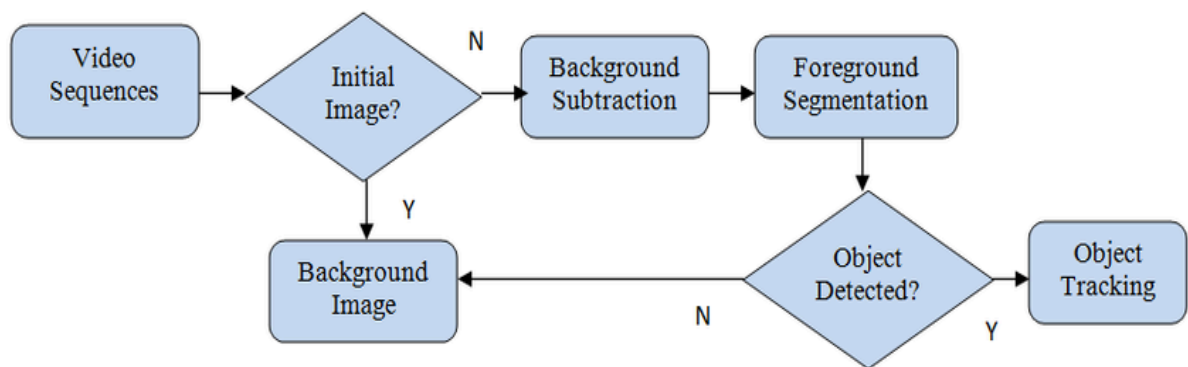 Video
Sequences
Initial
Image?
N
Background
Subtraction
Foreground
Segmentation
Y
Background
Image
N
Object
Detected?
Y
Object
Tracking